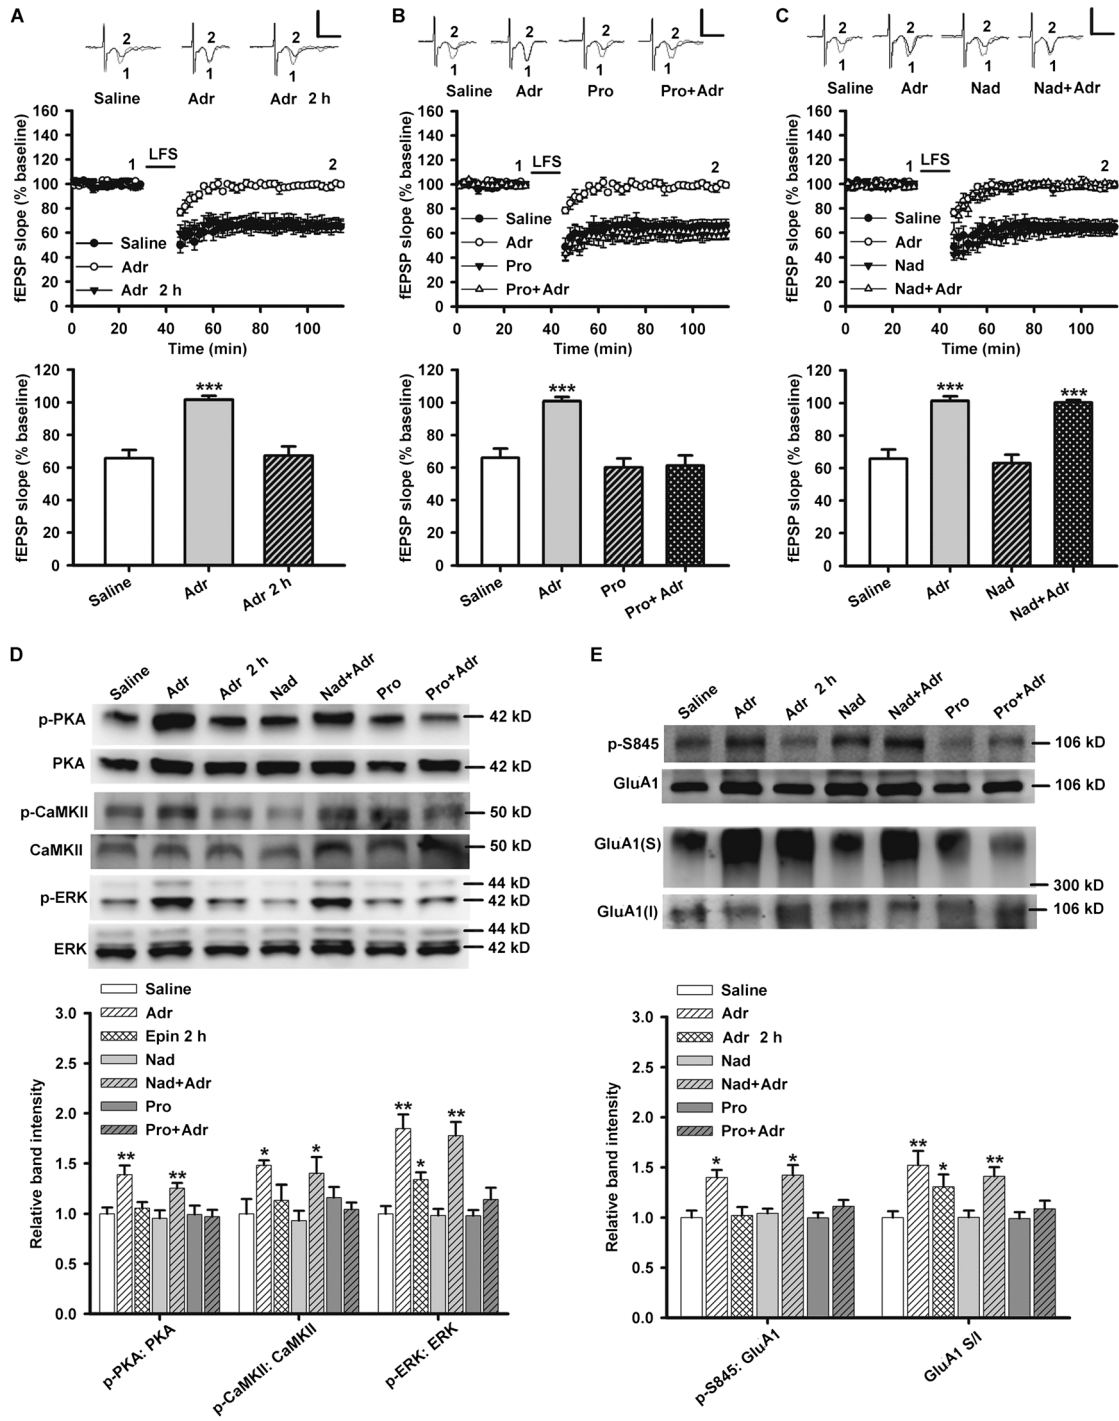 A
2 2 2
1 1 1
Saline Adr Adr 2 h
160
140
120
100
80
60
40
20
0
fEPSP slope (% baseline)
1 LFS 2
Saline
Adr
Adr 2 h
0 20 40 60 80 100
Time (min)
120
100
80
60
40
20
0
fEPSP slope (% baseline)
***
Saline Adr Adr 2 h
B
2 2 2 2
1 1 1 1
Saline Adr Pro Pro+Adr
160
140
120
100
80
60
40
20
0
fEPSP slope (% baseline)
1 LFS 2
Saline
Adr
Pro
Pro+Adr
0 20 40 60 80 100
Time (min)
120
100
80
60
40
20
0
fEPSP slope (% baseline)
***
Saline Adr Pro Pro+ Adr
C
2 2 2 2
1 1 1 1
Saline Adr Nad Nad+Adr
160
140
120
100
80
60
40
20
0
fEPSP slope (% baseline)
1 LFS 2
Saline
Adr
Nad
Nad+Adr
0 20 40 60 80 100
Time (min)
120
100
80
60
40
20
0
fEPSP slope (% baseline)
*** ***
Saline Adr Nad Nad+Adr
D
Saline Adr Adr 2 h Nad Nad+Adr Pro Pro+Adr
p-PKA 42 kD
PKA 42 kD
p-CaMKII 50 kD
CaMKII 50 kD
44 kD
p-ERK 42 kD
44 kD
ERK 42 kD
Saline
Adr
Epin 2 h
Nad
Nad+Adr
Pro
Pro+Adr
3.0
2.5
2.0
1.5
1.0
0.5
0.0
Relative band intensity
** ** * * ** * **
p-PKA: PKA p-CaMKII: CaMKII p-ERK: ERK
E
Saline Adr Adr 2 h Nad Nad+Adr Pro Pro+Adr
p-S845 106 kD
GluA1 106 kD
GluA1(S)
300 kD
GluA1(I) 106 kD
Saline
Adr
Adr 2 h
Nad
Nad+Adr
Pro
Pro+Adr
3.0
2.5
2.0
1.5
1.0
0.5
0.0
Relative band intensity
* * ** * **
p-S845: GluA1 GluA1 S/I